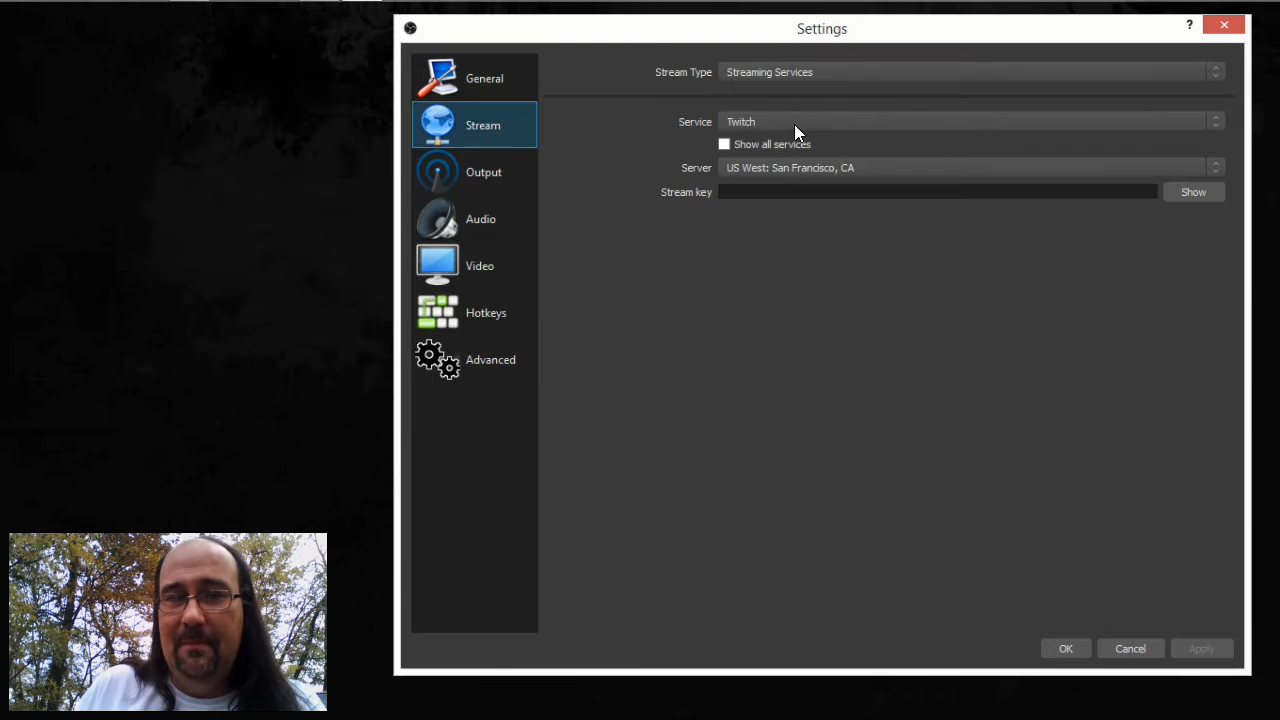 Settings
?
General
Stream
Output
Audio
Video
Hotkeys
Advanced
Stream Type Streaming Services
Service Twitch
Show all services
Server US West: San Francisco, CA
Stream key Show
OK Cancel Apply